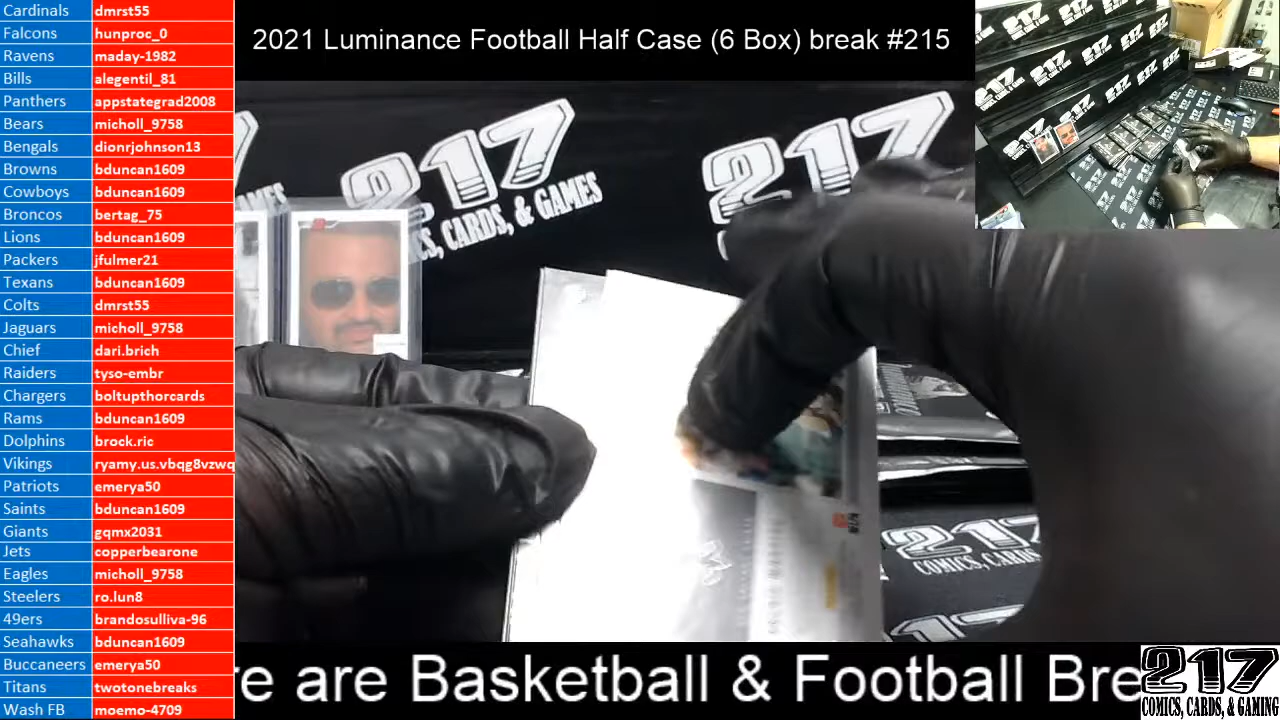 Cardinals dmrst55
Falcons hunproc_0
Ravens maday-1982
Bills alegentil_81
Panthers appstategrad2008
Bears micholl_9758
Bengals dionrjohnson13
Browns bduncan1609
Cowboys bduncan1609
Broncos bertag_75
Lions bduncan1609
Packers jfulmer21
Texans bduncan1609
Colts dmrst55
Jaguars micholl_9758
Chief dari.brich
Raiders tyso-embr
Chargers boltupthorcards
Rams bduncan1609
Dolphins brock.ric
Vikings ryamy.us.vbqg8vzwq
Patriots emerya50
Saints bduncan1609
Giants gqmx2031
Jets copperbearone
Eagles micholl_9758
Steelers ro.lun8
49ers brandosulliva-96
Seahawks bduncan1609
Buccaneers emerya50
Titans twotonebreaks
Wash FB moemo-4709
2021 Luminance Football Half Case (6 Box) break #215
217
CS, CARDS, & GAMES
217
217
COMICS, CARDS, &
217
re are Basketball & Football Bre
217
COMICS, CARDS, & GAMING